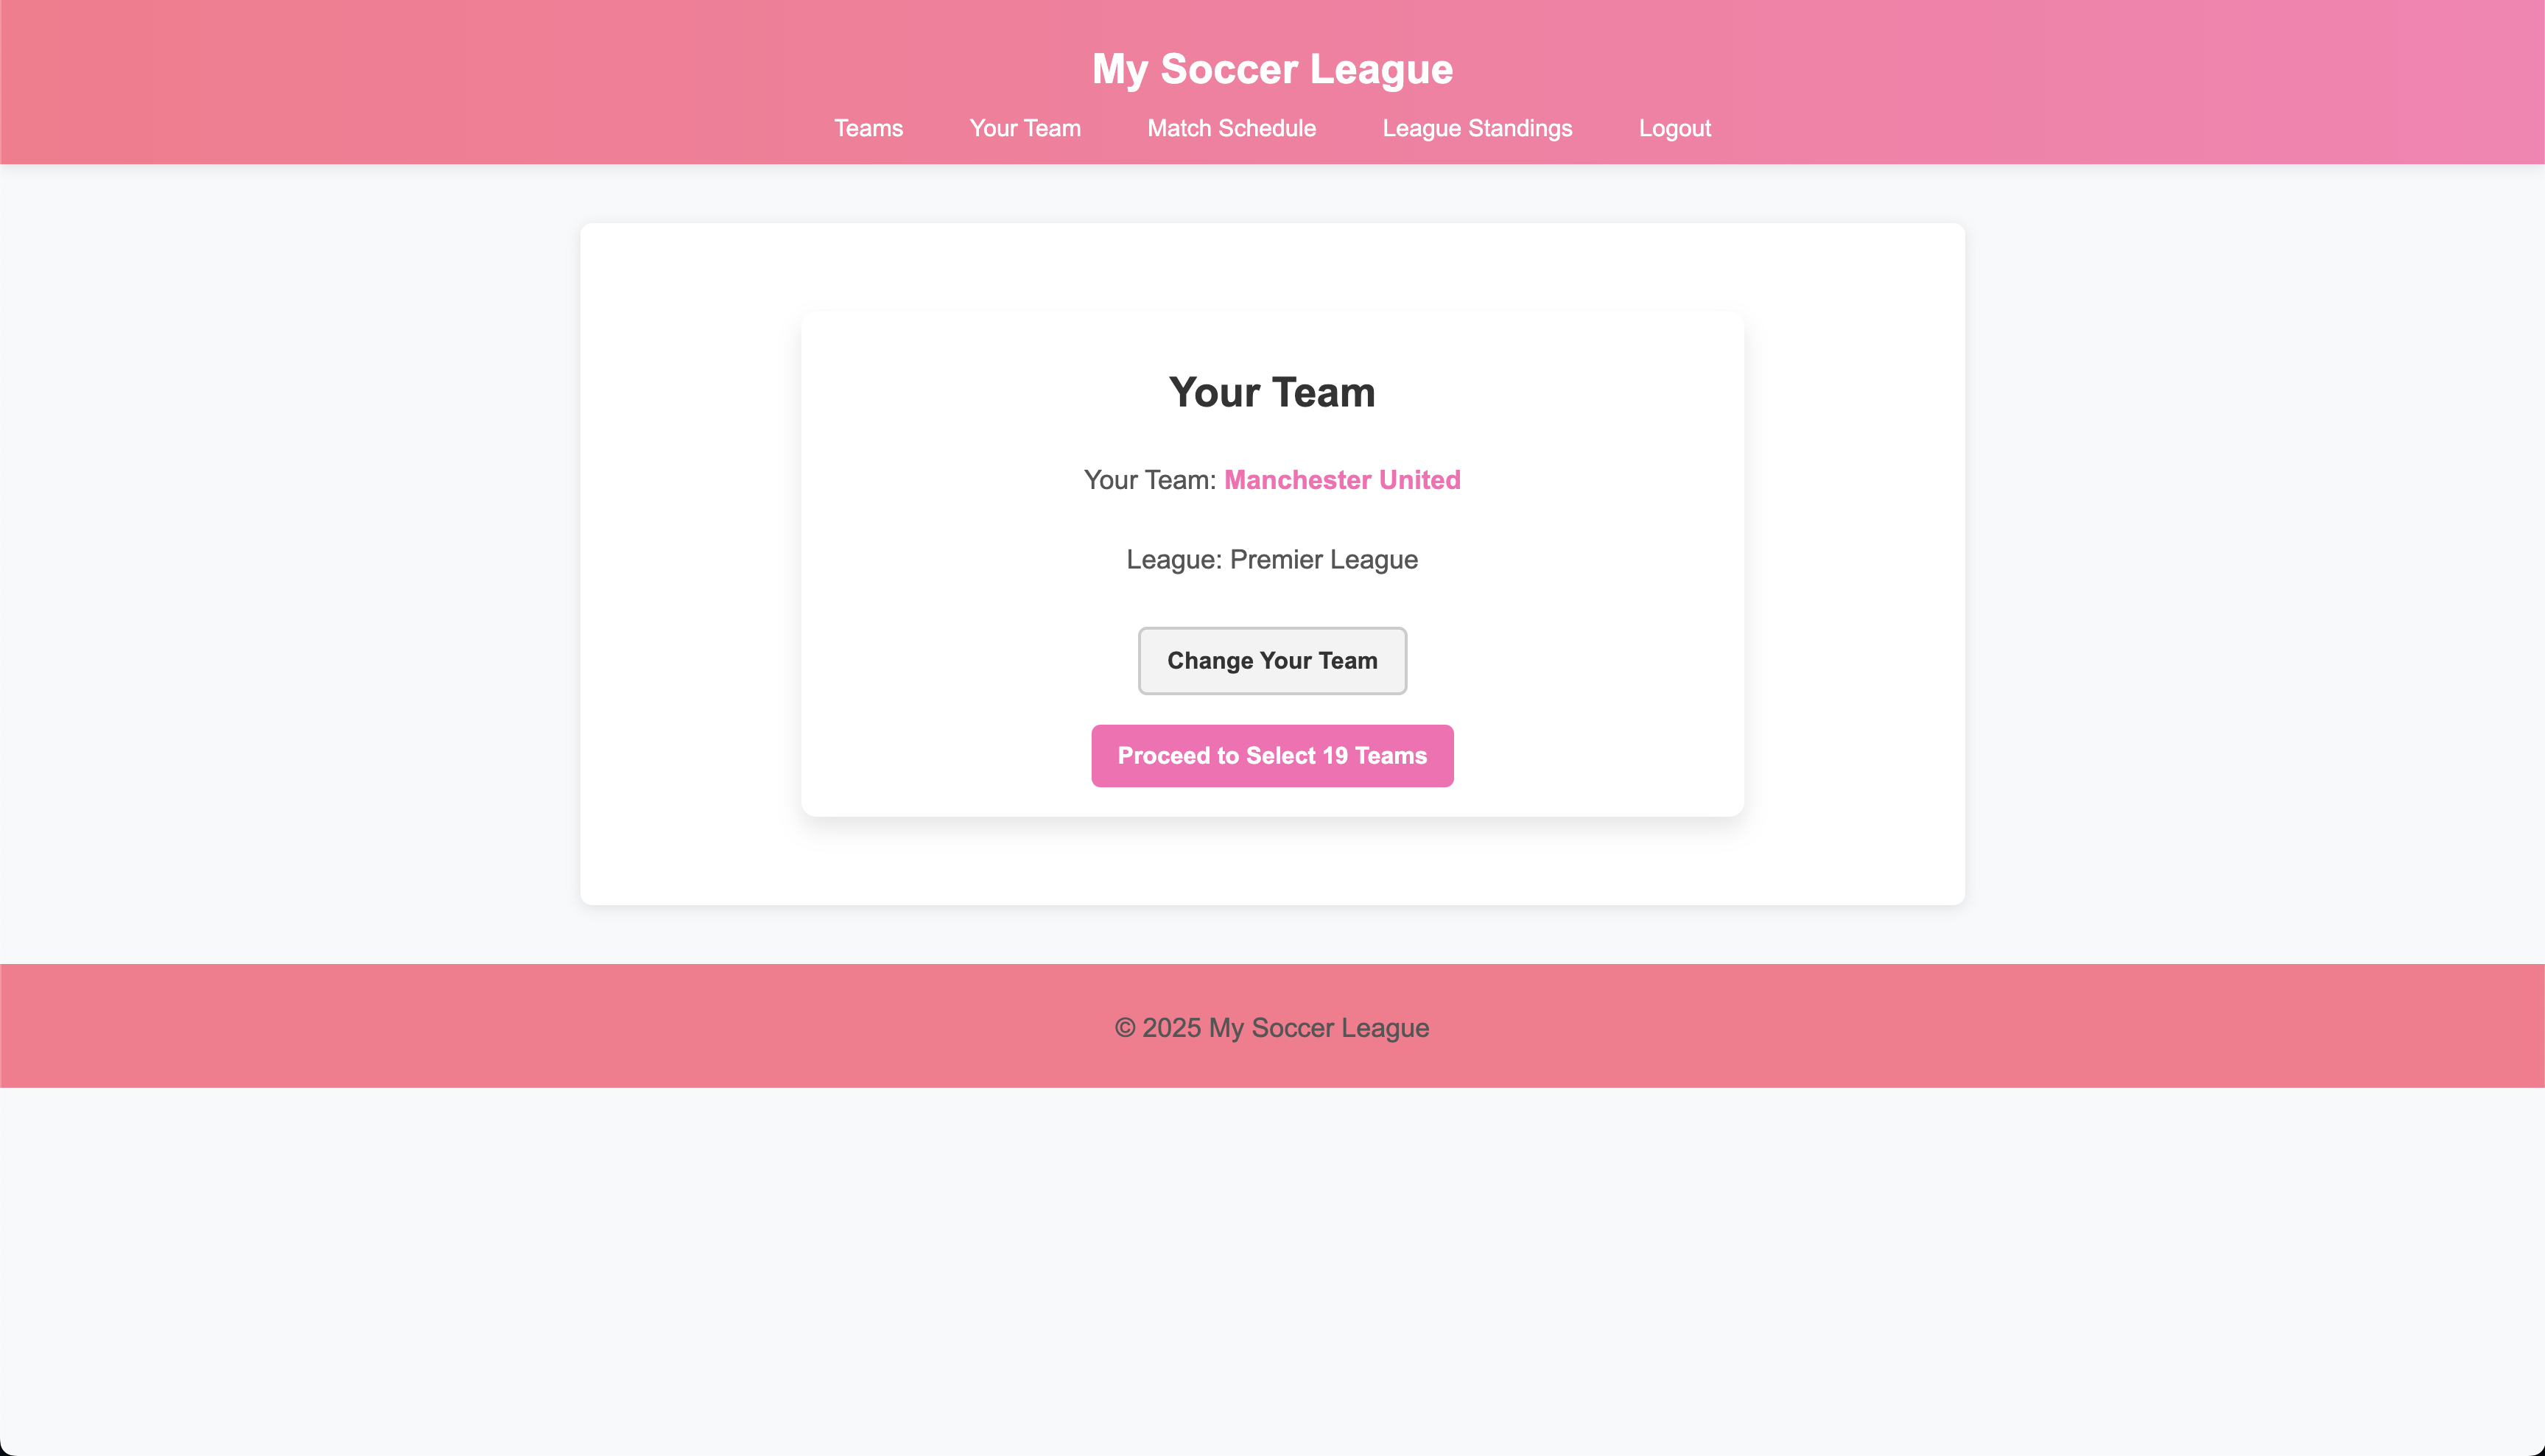 My Soccer League
Teams Your Team Match Schedule League Standings Logout
Your Team
Your Team: Manchester United
League: Premier League
Change Your Team
Proceed to Select 19 Teams
© 2025 My Soccer League